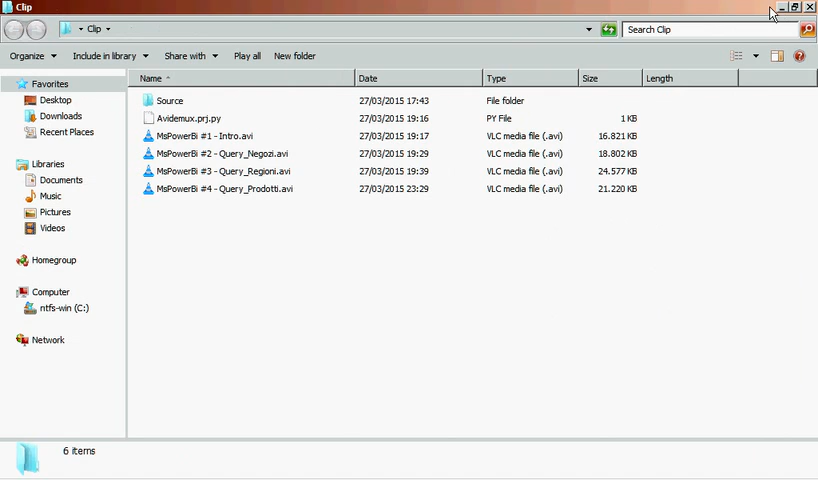 Clip
Clip
Search Clip
Organize Include in library Share with Play all New folder
Name Date Type Size Length
Favorites
Desktop
Downloads
Recent Places
Libraries
Documents
Music
Pictures
Videos
Homegroup
Computer
ntfs-win (C:)
Network
Source 27/03/2015 17:43 File folder
Avidemux.prj.py 27/03/2015 19:16 PY File 1 KB
MsPowerBi #1 - Intro.avi 27/03/2015 19:17 VLC media file (.avi) 16.821 KB
MsPowerBi #2 - Query_Negozi.avi 27/03/2015 19:29 VLC media file (.avi) 18.802 KB
MsPowerBi #3 - Query_Regioni.avi 27/03/2015 19:39 VLC media file (.avi) 24.577 KB
MsPowerBi #4 - Query_Prodotti.avi 27/03/2015 23:29 VLC media file (.avi) 21.220 KB
6 items